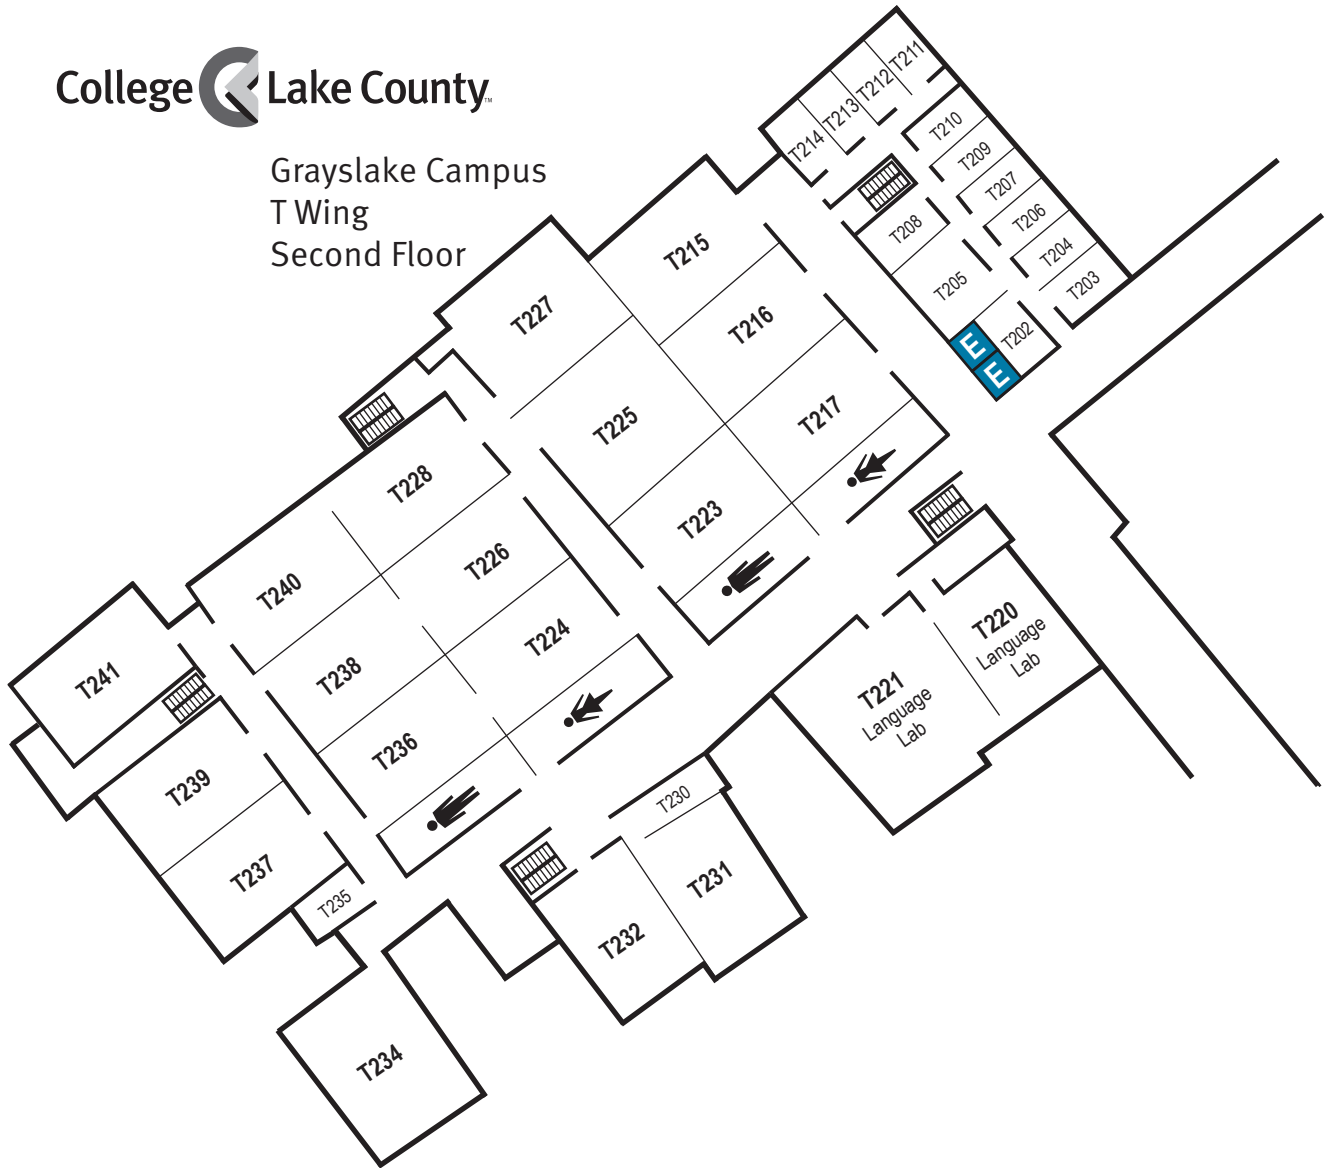 College Lake County™
Grayslake Campus
T Wing
Second Floor
T211
T212
T213
T214
T210
T209
T207
T206
T204
T203
T208
T205
T202
E
E
T215
T216
T217
T227
T225
T223
T228
T226
T224
T240
T238
T236
T241
T239
T237
T235
T220
Language
Lab
T221
Language
Lab
T230
T231
T232
T234